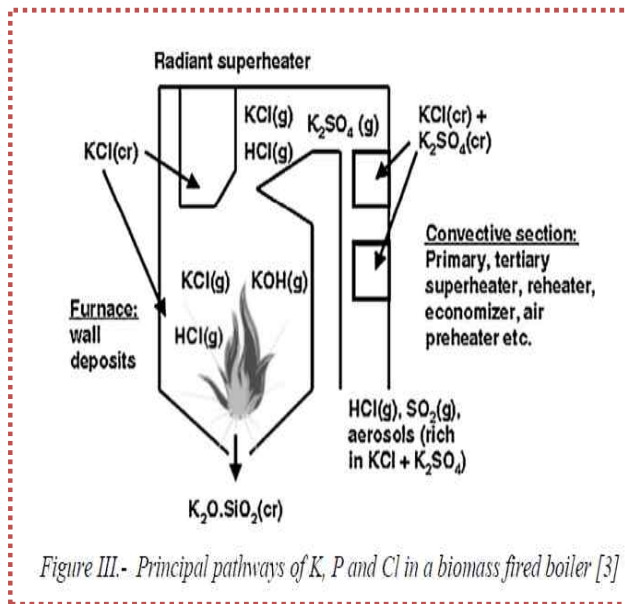 Radiant superheater
KCl(g)
K₂SO₄ (g)
HCl(g)
KCl(cr) +
K₂SO₄(cr)
KCl(cr)
Convective section:
Primary, tertiary
superheater, reheater,
economizer, air
preheater etc.
KCl(g)
KOH(g)
HCl(g)
Furnace:
wall
deposits
HCl(g), SO₂(g),
aerosols (rich
in KCl + K₂SO₄)
K₂O.SiO₂(cr)
Figure III.- Principal pathways of K, P and Cl in a biomass fired boiler [3]